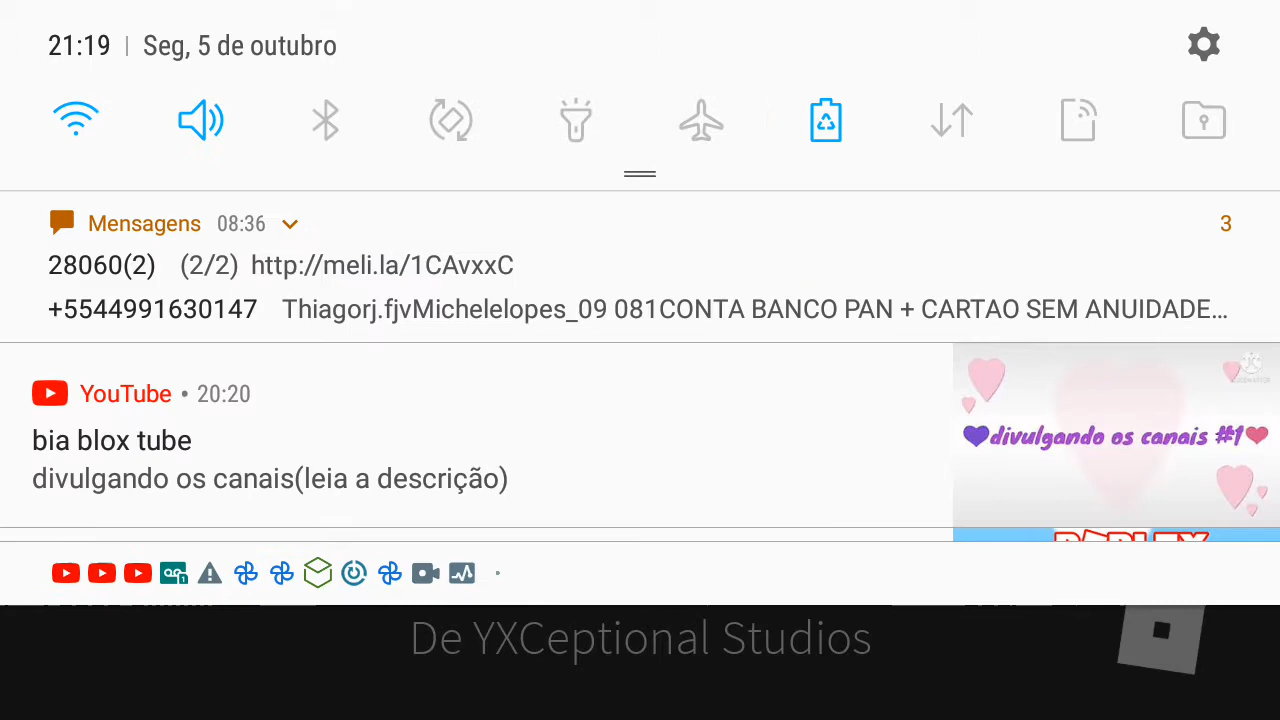 21:19 | Seg, 5 de outubro
Mensagens 08:36 3
28060(2) (2/2) http://meli.la/1CAvxxC
+5544991630147 Thiagorj.fjvMichelelopes_09 081CONTA BANCO PAN + CARTAO SEM ANUIDADE...
YouTube • 20:20
bia blox tube
divulgando os canais(leia a descrição)
💜divulgando os canais #1❤
ROBLEX
De YXCeptional Studios